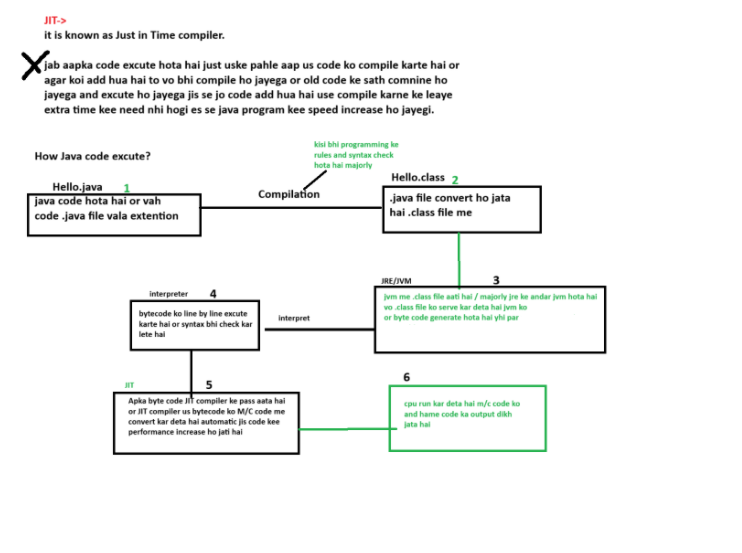 JIT->
it is known as Just in Time compiler.
jab aapka code excute hota hai just uske pahle aap us code ko compile karte hai or
agar koi add hua hai to vo bhi compile ho jayega or old code ke sath comnine ho
jayega and excute ho jayega jis se jo code add hua hai use compile karne ke leaye
extra time kee need nhi hogi es se java program kee speed increase ho jayegi.
How Java code excute?
kisi bhi programming ke
rules and syntax check
hota hai majorly
Hello.java 1
java code hota hai or vah
code .java file vala extention
Compilation
Hello.class 2
.java file convert ho jata
hai .class file me
JRE/JVM 3
jvm me .class file aati hai / majorly jre ke andar jvm hota hai
vo .class file ko serve kar deta hai jvm ko
or byte code generate hota hai yhi par
interpret
interpreter 4
bytecode ko line by line excute
karte hai or syntax bhi check kar
lete hai
JIT 5
Apka byte code JIT compiler ke pass aata hai
or JIT compiler us bytecode ko M/C code me
convert kar deta hai automatic jis code kee
performance increase ho jati hai
6
cpu run kar deta hai m/c code ko
and hame code ka output dikh
jata hai